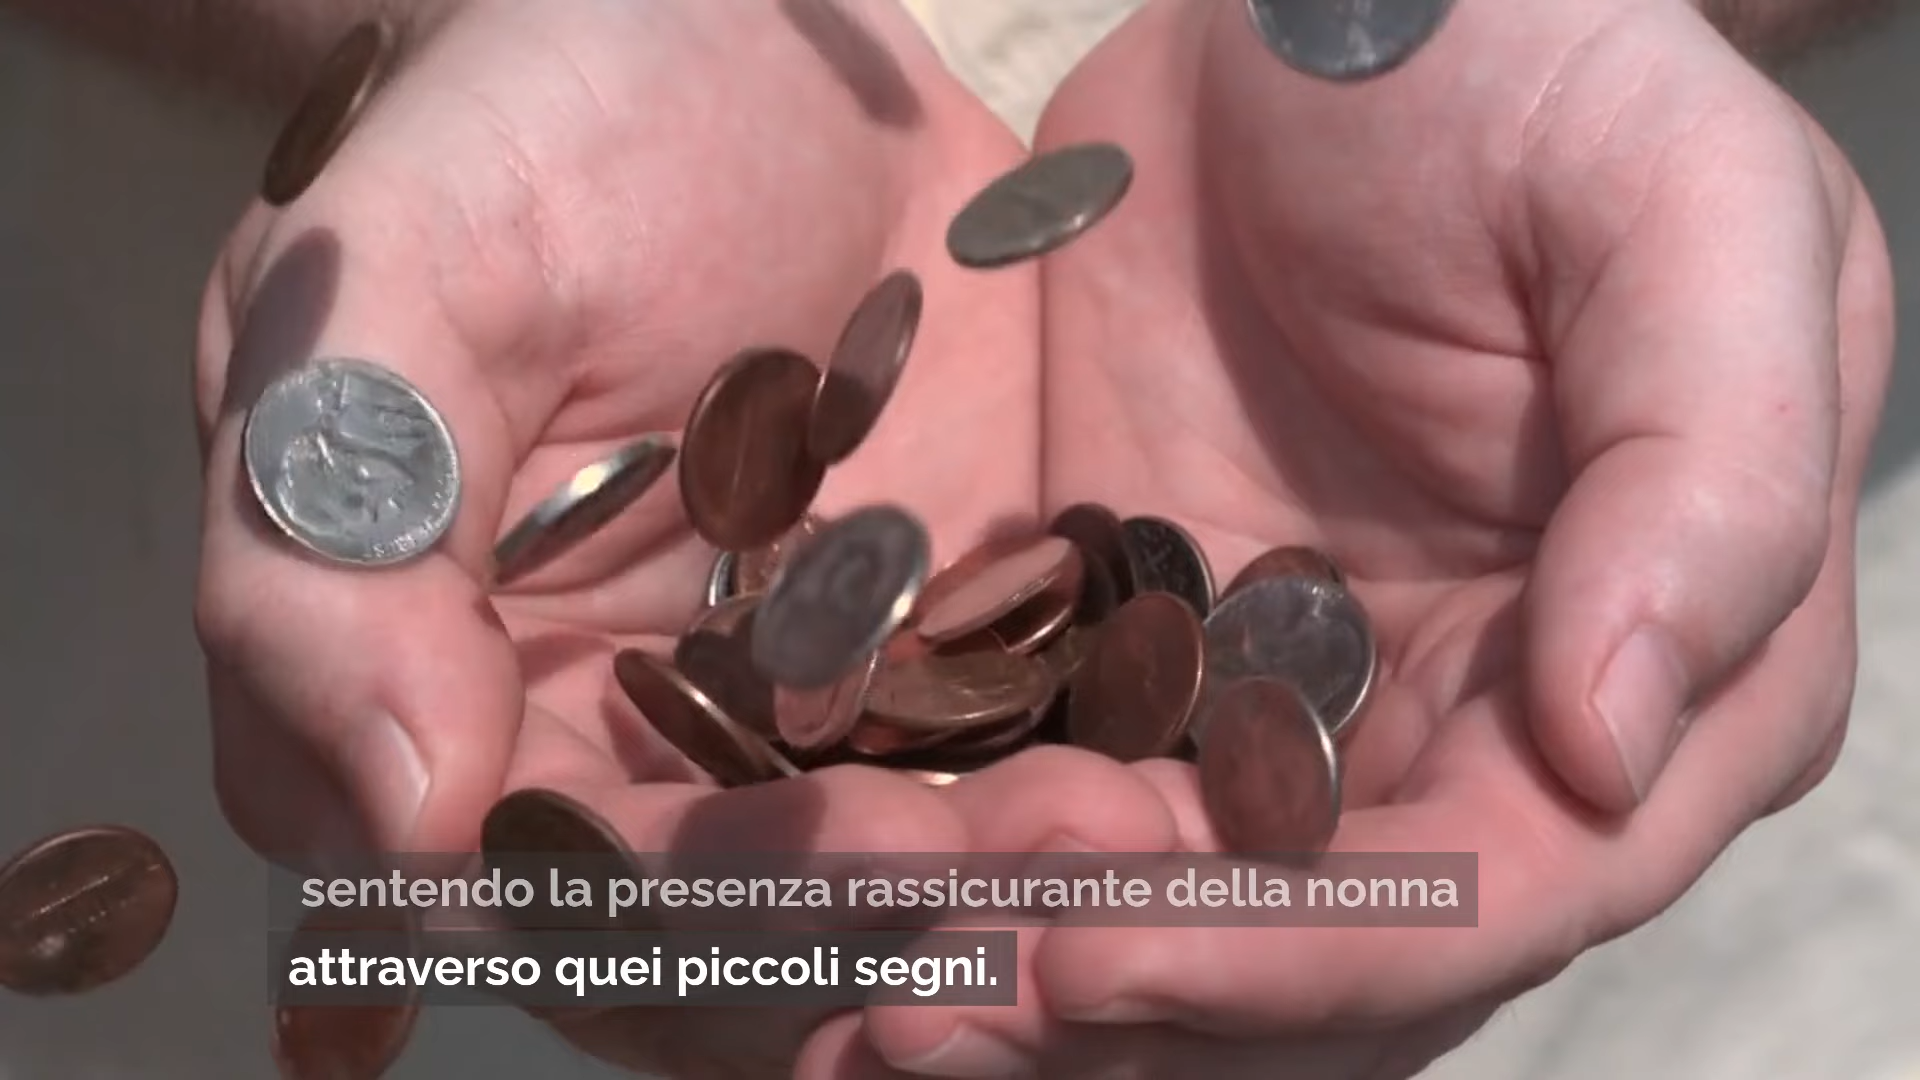 sentendo la presenza rassicurante della nonna
attraverso quei piccoli segni.